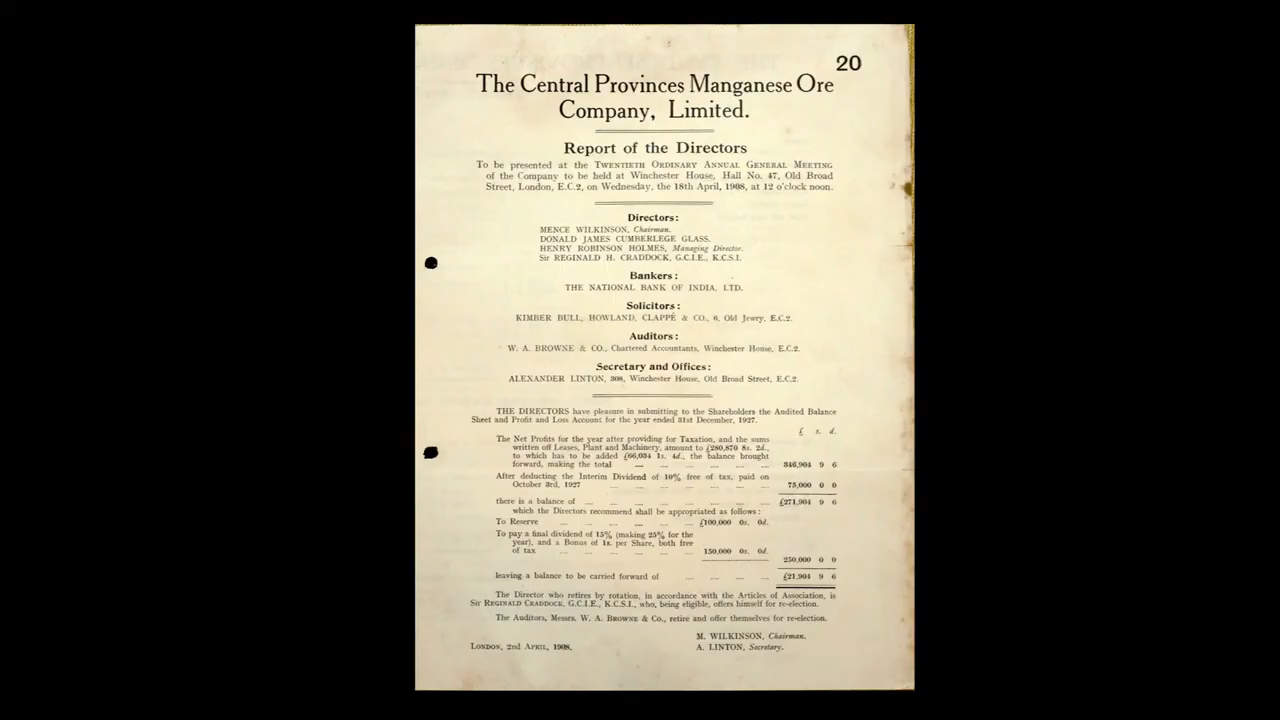 20
The Central Provinces Manganese Ore
Company, Limited.
Report of the Directors
To be presented at the TWENTIETH ORDINARY ANNUAL GENERAL MEETING
of the Company to be held at Winchester House, Hall No. 47, Old Broad
Street, London, E.C.2, on Wednesday, the 18th April, 1908, at 12 o'clock noon.
Directors:
MENCE WILKINSON, Chairman.
DONALD JAMES CUMBERLEGE GLASS.
HENRY ROBINSON HOLMES, Managing Director.
Sir REGINALD H. CRADDOCK, G.C.I.E., K.C.S.I.
Bankers:
THE NATIONAL BANK OF INDIA, LTD.
Solicitors:
KIMBER BULL, HOWLAND, CLAPPÉ & CO., 6, Old Jewry, E.C.2.
Auditors:
W. A. BROWNE & CO., Chartered Accountants, Winchester House, E.C.2.
Secretary and Offices:
ALEXANDER LINTON, 308, Winchester House, Old Broad Street, E.C.2.
THE DIRECTORS have pleasure in submitting to the Shareholders the Audited Balance
Sheet and Profit and Loss Account for the year ended 31st December, 1927.
£ s. d.
The Net Profits for the year after providing for Taxation, and the sums
written off Leases, Plant and Machinery, amount to £280,870 8s. 2d.,
to which has to be added £66,034 1s. 4d., the balance brought
forward, making the total .... .... .... .... .... .... 346,904 9 6
After deducting the Interim Dividend of 10% free of tax, paid on
October 3rd, 1927 .... .... .... .... .... .... .... 75,000 0 0
there is a balance of .... .... .... .... .... .... .... .... £271,904 9 6
which the Directors recommend shall be appropriated as follows:
To Reserve .... .... .... .... .... .... £100,000 0s. 0d.
To pay a final dividend of 15% (making 25% for the
year), and a Bonus of 1s. per Share, both free
of tax .... .... .... .... .... .... 150,000 0s. 0d.
250,000 0 0
leaving a balance to be carried forward of .... .... .... .... £21,904 9 6
The Director who retires by rotation, in accordance with the Articles of Association, is
Sir REGINALD CRADDOCK, G.C.I.E., K.C.S.I., who, being eligible, offers himself for re-election.
The Auditors, Messrs. W. A. BROWNE & Co., retire and offer themselves for re-election.
M. WILKINSON, Chairman.
LONDON, 2nd APRIL, 1908. A. LINTON, Secretary.